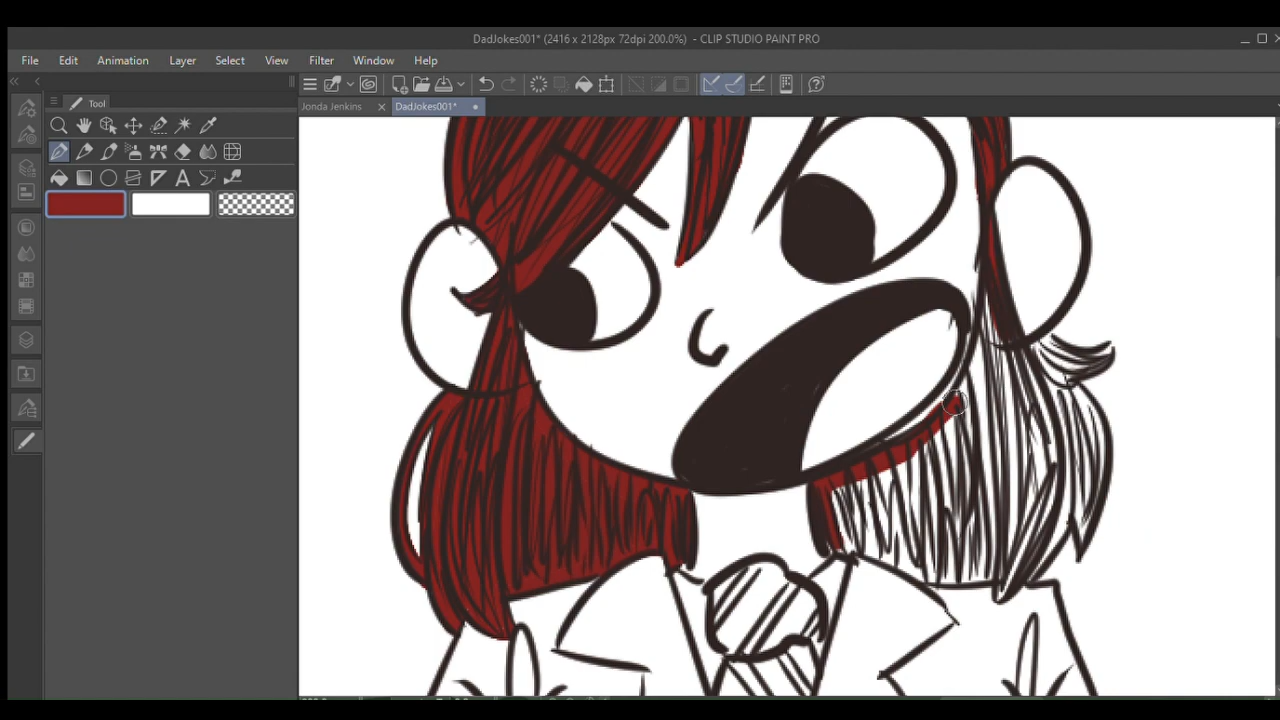 DadJokes001* (2416 x 2128px 72dpi 200.0%) - CLIP STUDIO PAINT PRO
File Edit Animation Layer Select View Filter Window Help
Tool
Jonda Jenkins DadJokes001*